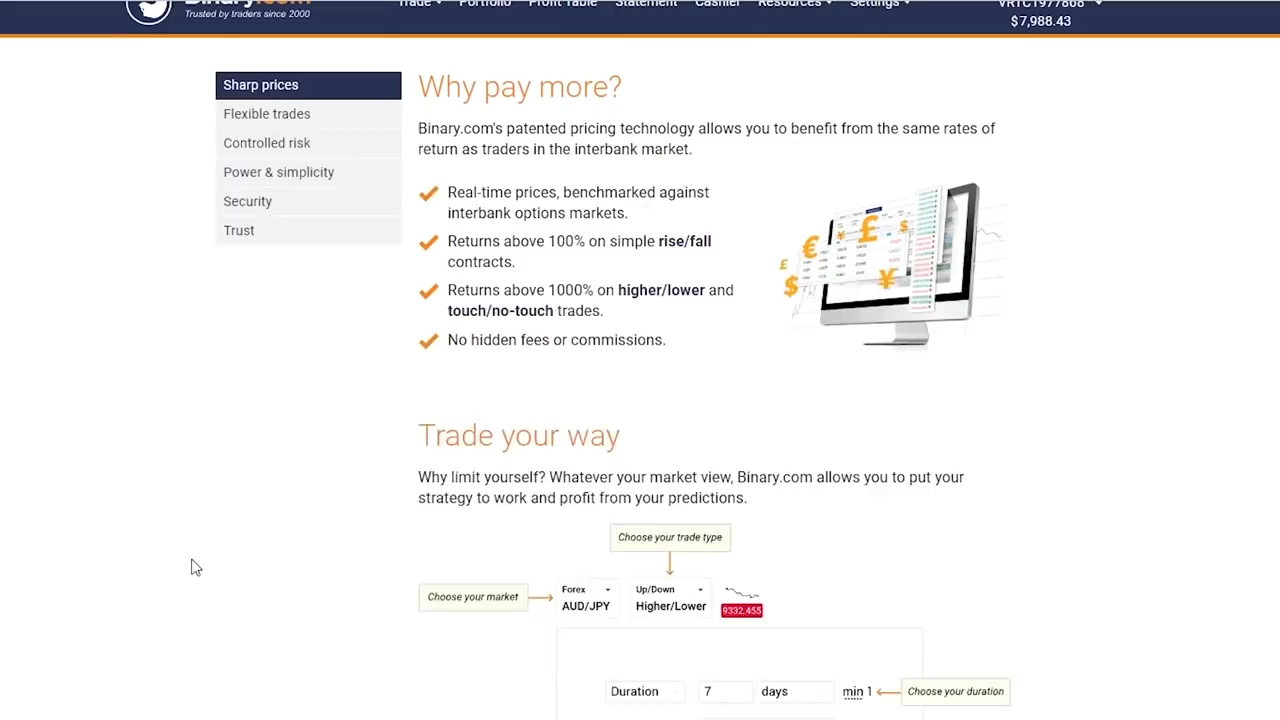 Binary.com
Trusted by traders since 2000
Trade Portfolio Profit Table Statement Cashier Resources Settings
VRTC1977868
$7,988.43
Sharp prices
Flexible trades
Controlled risk
Power & simplicity
Security
Trust
Why pay more?
Binary.com's patented pricing technology allows you to benefit from the same rates of
return as traders in the interbank market.
Real-time prices, benchmarked against
interbank options markets.
Returns above 100% on simple rise/fall
contracts.
Returns above 1000% on higher/lower and
touch/no-touch trades.
No hidden fees or commissions.
Trade your way
Why limit yourself? Whatever your market view, Binary.com allows you to put your
strategy to work and profit from your predictions.
Choose your trade type
Choose your market
Forex
AUD/JPY
Up/Down
Higher/Lower
9332.455
Duration 7 days min 1
Choose your duration